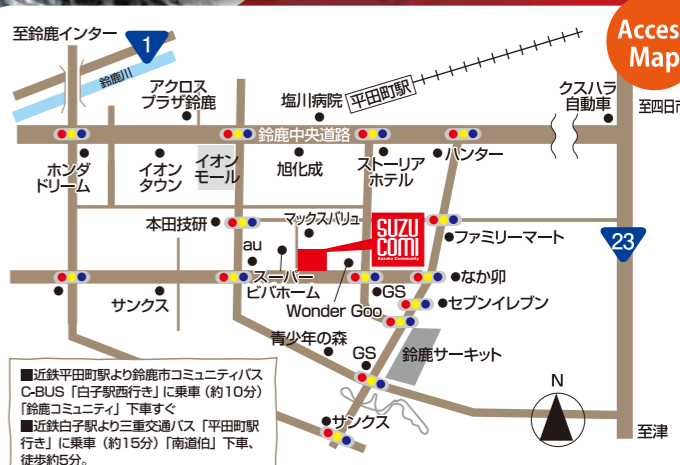 Acces
Map
至鈴鹿インター
1
鈴鹿川
アクロス
プラザ鈴鹿
塩川病院
平田町駅
クスハラ
自動車
至四日市
鈴鹿中央道路
ホンダ
ドリーム
イオン
タウン
イオン
モール
旭化成
ストーリア
ホテル
ハンター
本田技研
マックスバリュ
SUZU
COMI
Suzuka Community
ファミリーマート
23
au
スーパー
ビバホーム
Wonder Goo
GS
なか卯
サンクス
セブンイレブン
青少年の森
GS
鈴鹿サーキット
サンクス
N
至津
■近鉄平田町駅より鈴鹿市コミュニティバス
C-BUS「白子駅西行き」に乗車（約10分）
「鈴鹿コミュニティ」下車すぐ
■近鉄白子駅より三重交通バス「平田町駅
行き」に乗車（約15分）「南道伯」下車、
徒歩約5分。